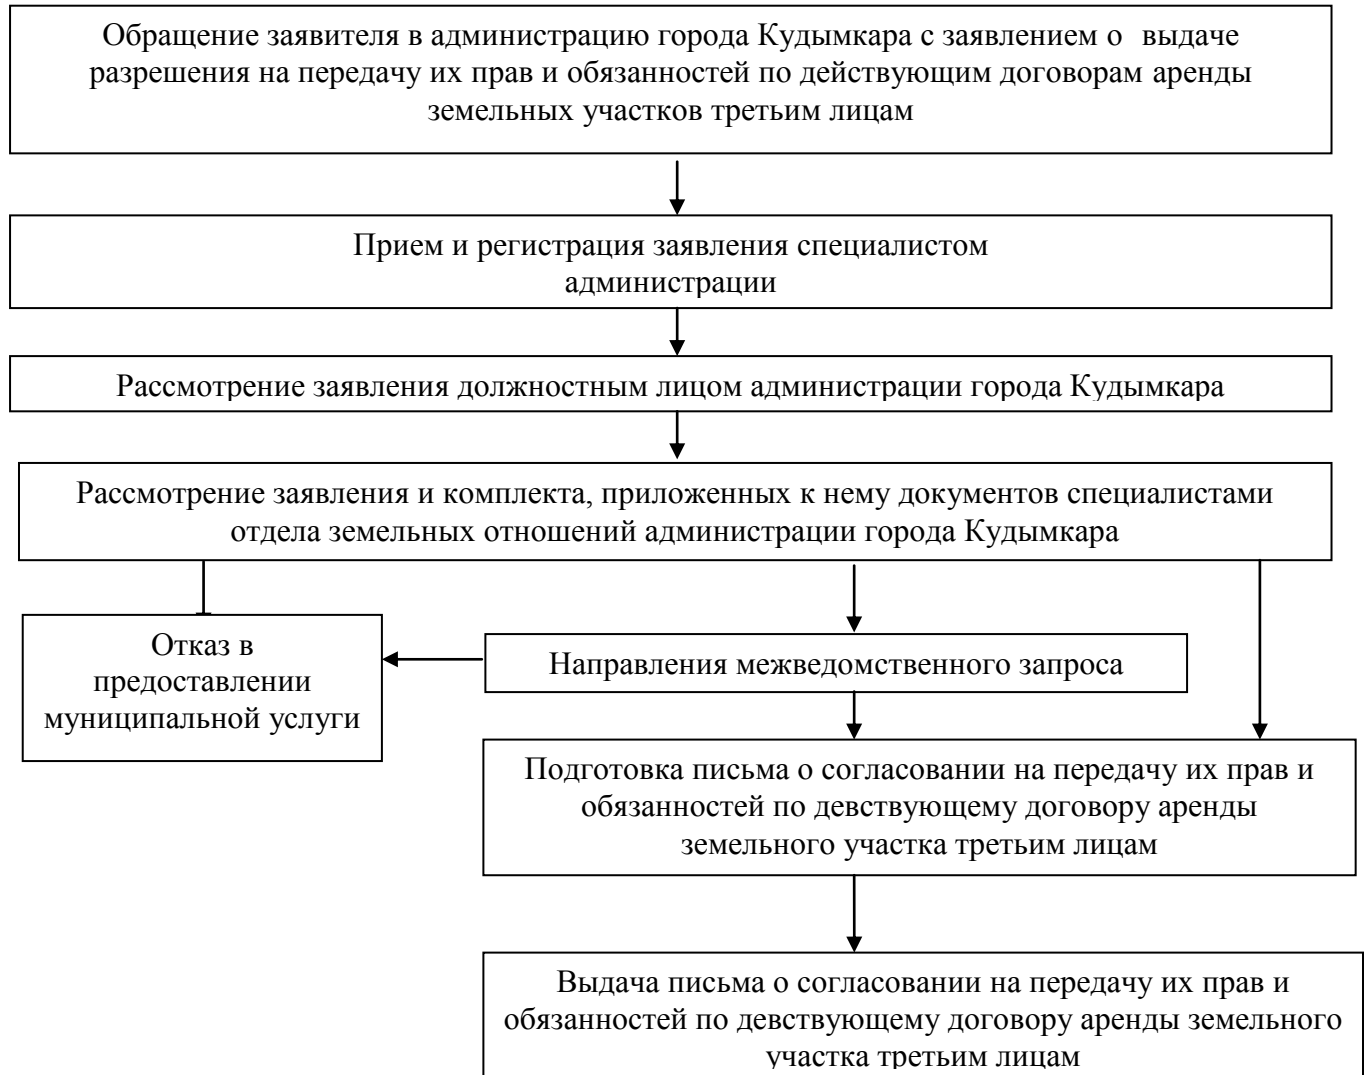 Обращение заявителя в администрацию города Кудымкара с заявлением о выдаче
разрешения на передачу их прав и обязанностей по действующим договорам аренды
земельных участков третьим лицам
Прием и регистрация заявления специалистом
администрации
Рассмотрение заявления должностным лицом администрации города Кудымкара
Рассмотрение заявления и комплекта, приложенных к нему документов специалистами
отдела земельных отношений администрации города Кудымкара
Отказ в
предоставлении
муниципальной услуги
Направления межведомственного запроса
Подготовка письма о согласовании на передачу их прав и
обязанностей по девствующему договору аренды
земельного участка третьим лицам
Выдача письма о согласовании на передачу их прав и
обязанностей по девствующему договору аренды земельного
участка третьим лицам